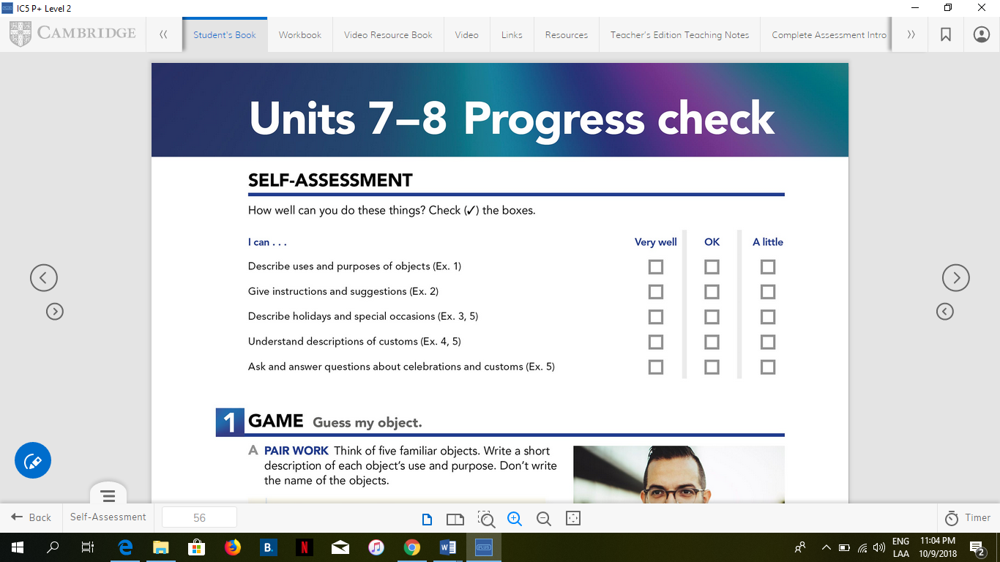 IC5 P+ Level 2
CAMBRIDGE
Student's Book
Workbook
Video Resource Book
Video
Links
Resources
Teacher's Edition Teaching Notes
Complete Assessment Intro
Units 7–8 Progress check
SELF-ASSESSMENT
How well can you do these things? Check (✓) the boxes.
I can . . . Very well OK A little
Describe uses and purposes of objects (Ex. 1)
Give instructions and suggestions (Ex. 2)
Describe holidays and special occasions (Ex. 3, 5)
Understand descriptions of customs (Ex. 4, 5)
Ask and answer questions about celebrations and customs (Ex. 5)
1 GAME Guess my object.
A PAIR WORK Think of five familiar objects. Write a short
description of each object's use and purpose. Don't write
the name of the objects.
Back
Self-Assessment
56
Timer
B.
N
W
PLUS
ENG
LAA
11:04 PM
10/9/2018
2